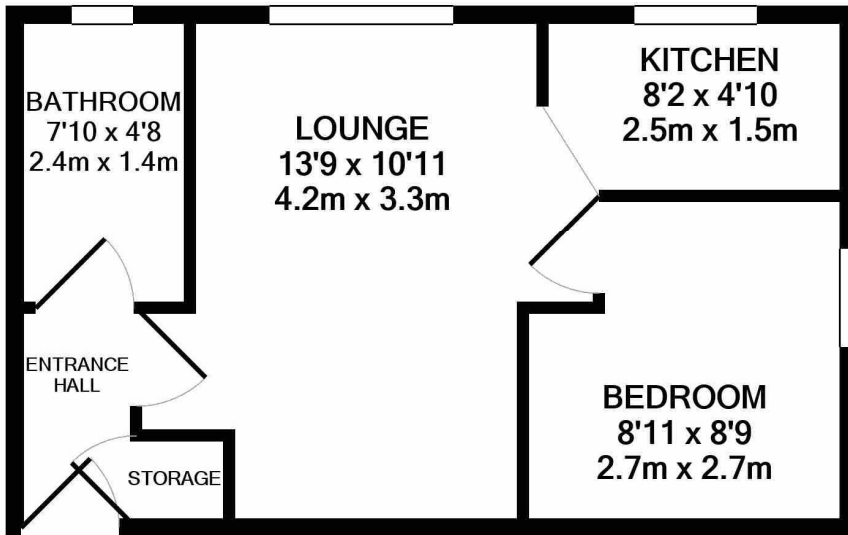 BATHROOM
7'10 x 4'8
2.4m x 1.4m
LOUNGE
13'9 x 10'11
4.2m x 3.3m
KITCHEN
8'2 x 4'10
2.5m x 1.5m
ENTRANCE
HALL
STORAGE
BEDROOM
8'11 x 8'9
2.7m x 2.7m